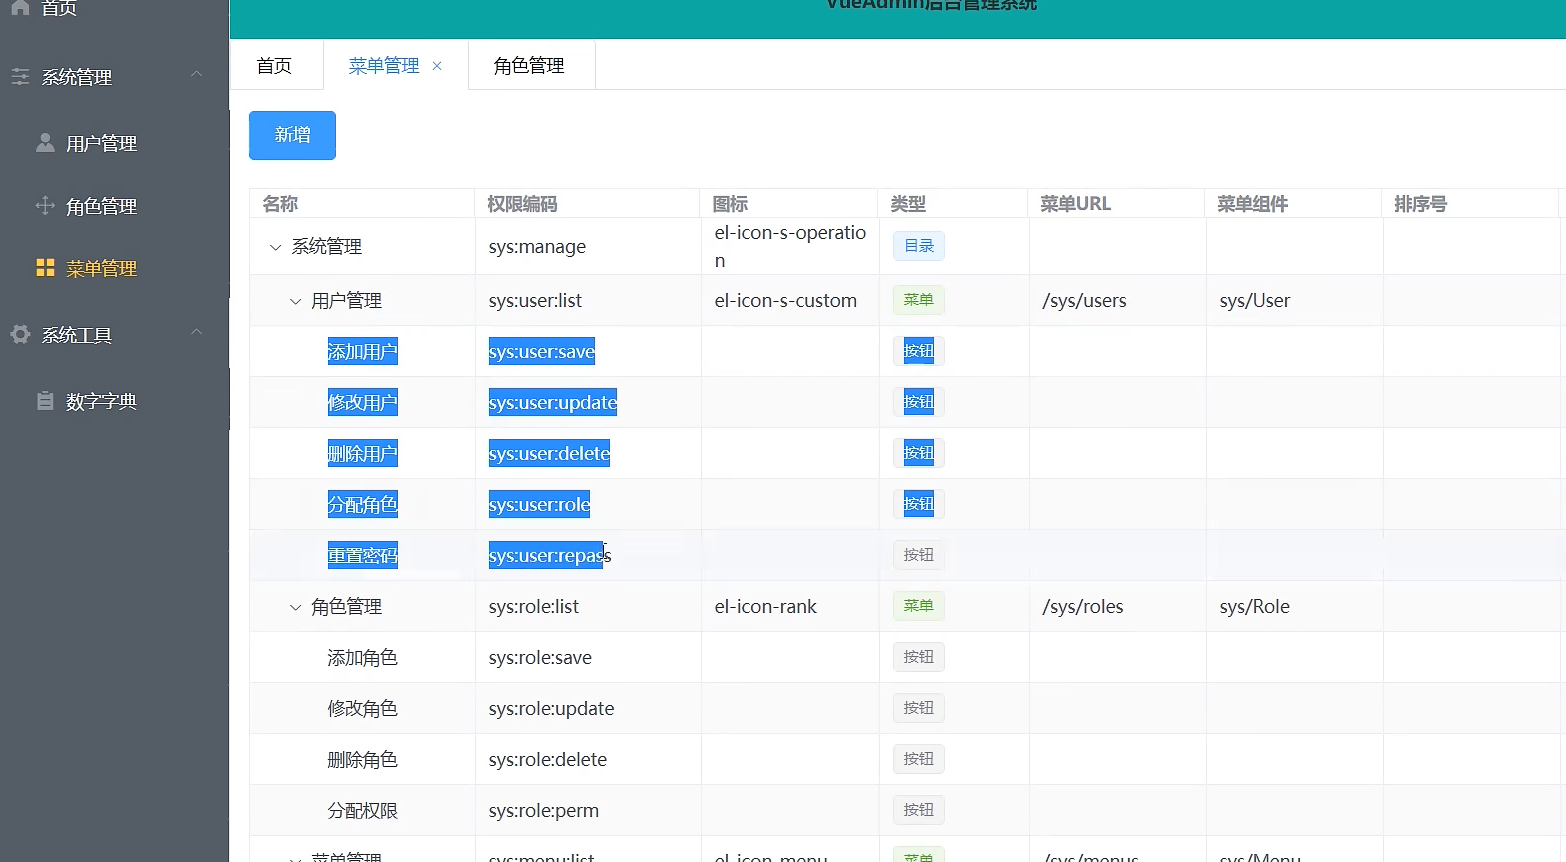 首页
VueAdmin后台管理系统
系统管理
用户管理
角色管理
菜单管理
系统工具
数字字典
首页 菜单管理 × 角色管理
新增
名称 权限编码 图标 类型 菜单URL 菜单组件 排序号
系统管理 sys:manage el-icon-s-operatio
n 目录
用户管理 sys:user:list el-icon-s-custom 菜单 /sys/users sys/User
添加用户 sys:user:save 按钮
修改用户 sys:user:update 按钮
删除用户 sys:user:delete 按钮
分配角色 sys:user:role 按钮
重置密码 sys:user:repass 按钮
角色管理 sys:role:list el-icon-rank 菜单 /sys/roles sys/Role
添加角色 sys:role:save 按钮
修改角色 sys:role:update 按钮
删除角色 sys:role:delete 按钮
分配权限 sys:role:perm 按钮
菜单管理 sys:menu:list el-icon-menu 菜单 /sys/menus sys/Menu